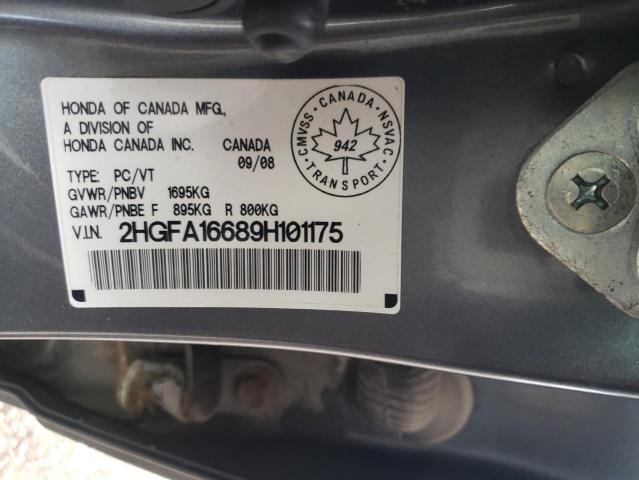 HONDA OF CANADA MFG.,
A DIVISION OF
HONDA CANADA INC. CANADA
09/08
TYPE: PC/VT
GVWR/PNBV 1695KG
GAWR/PNBE F 895KG R 800KG
V.I.N. 2HGFA16689H101175
CMVSS · CANADA · NSVAC
942
· TRANSPORT ·